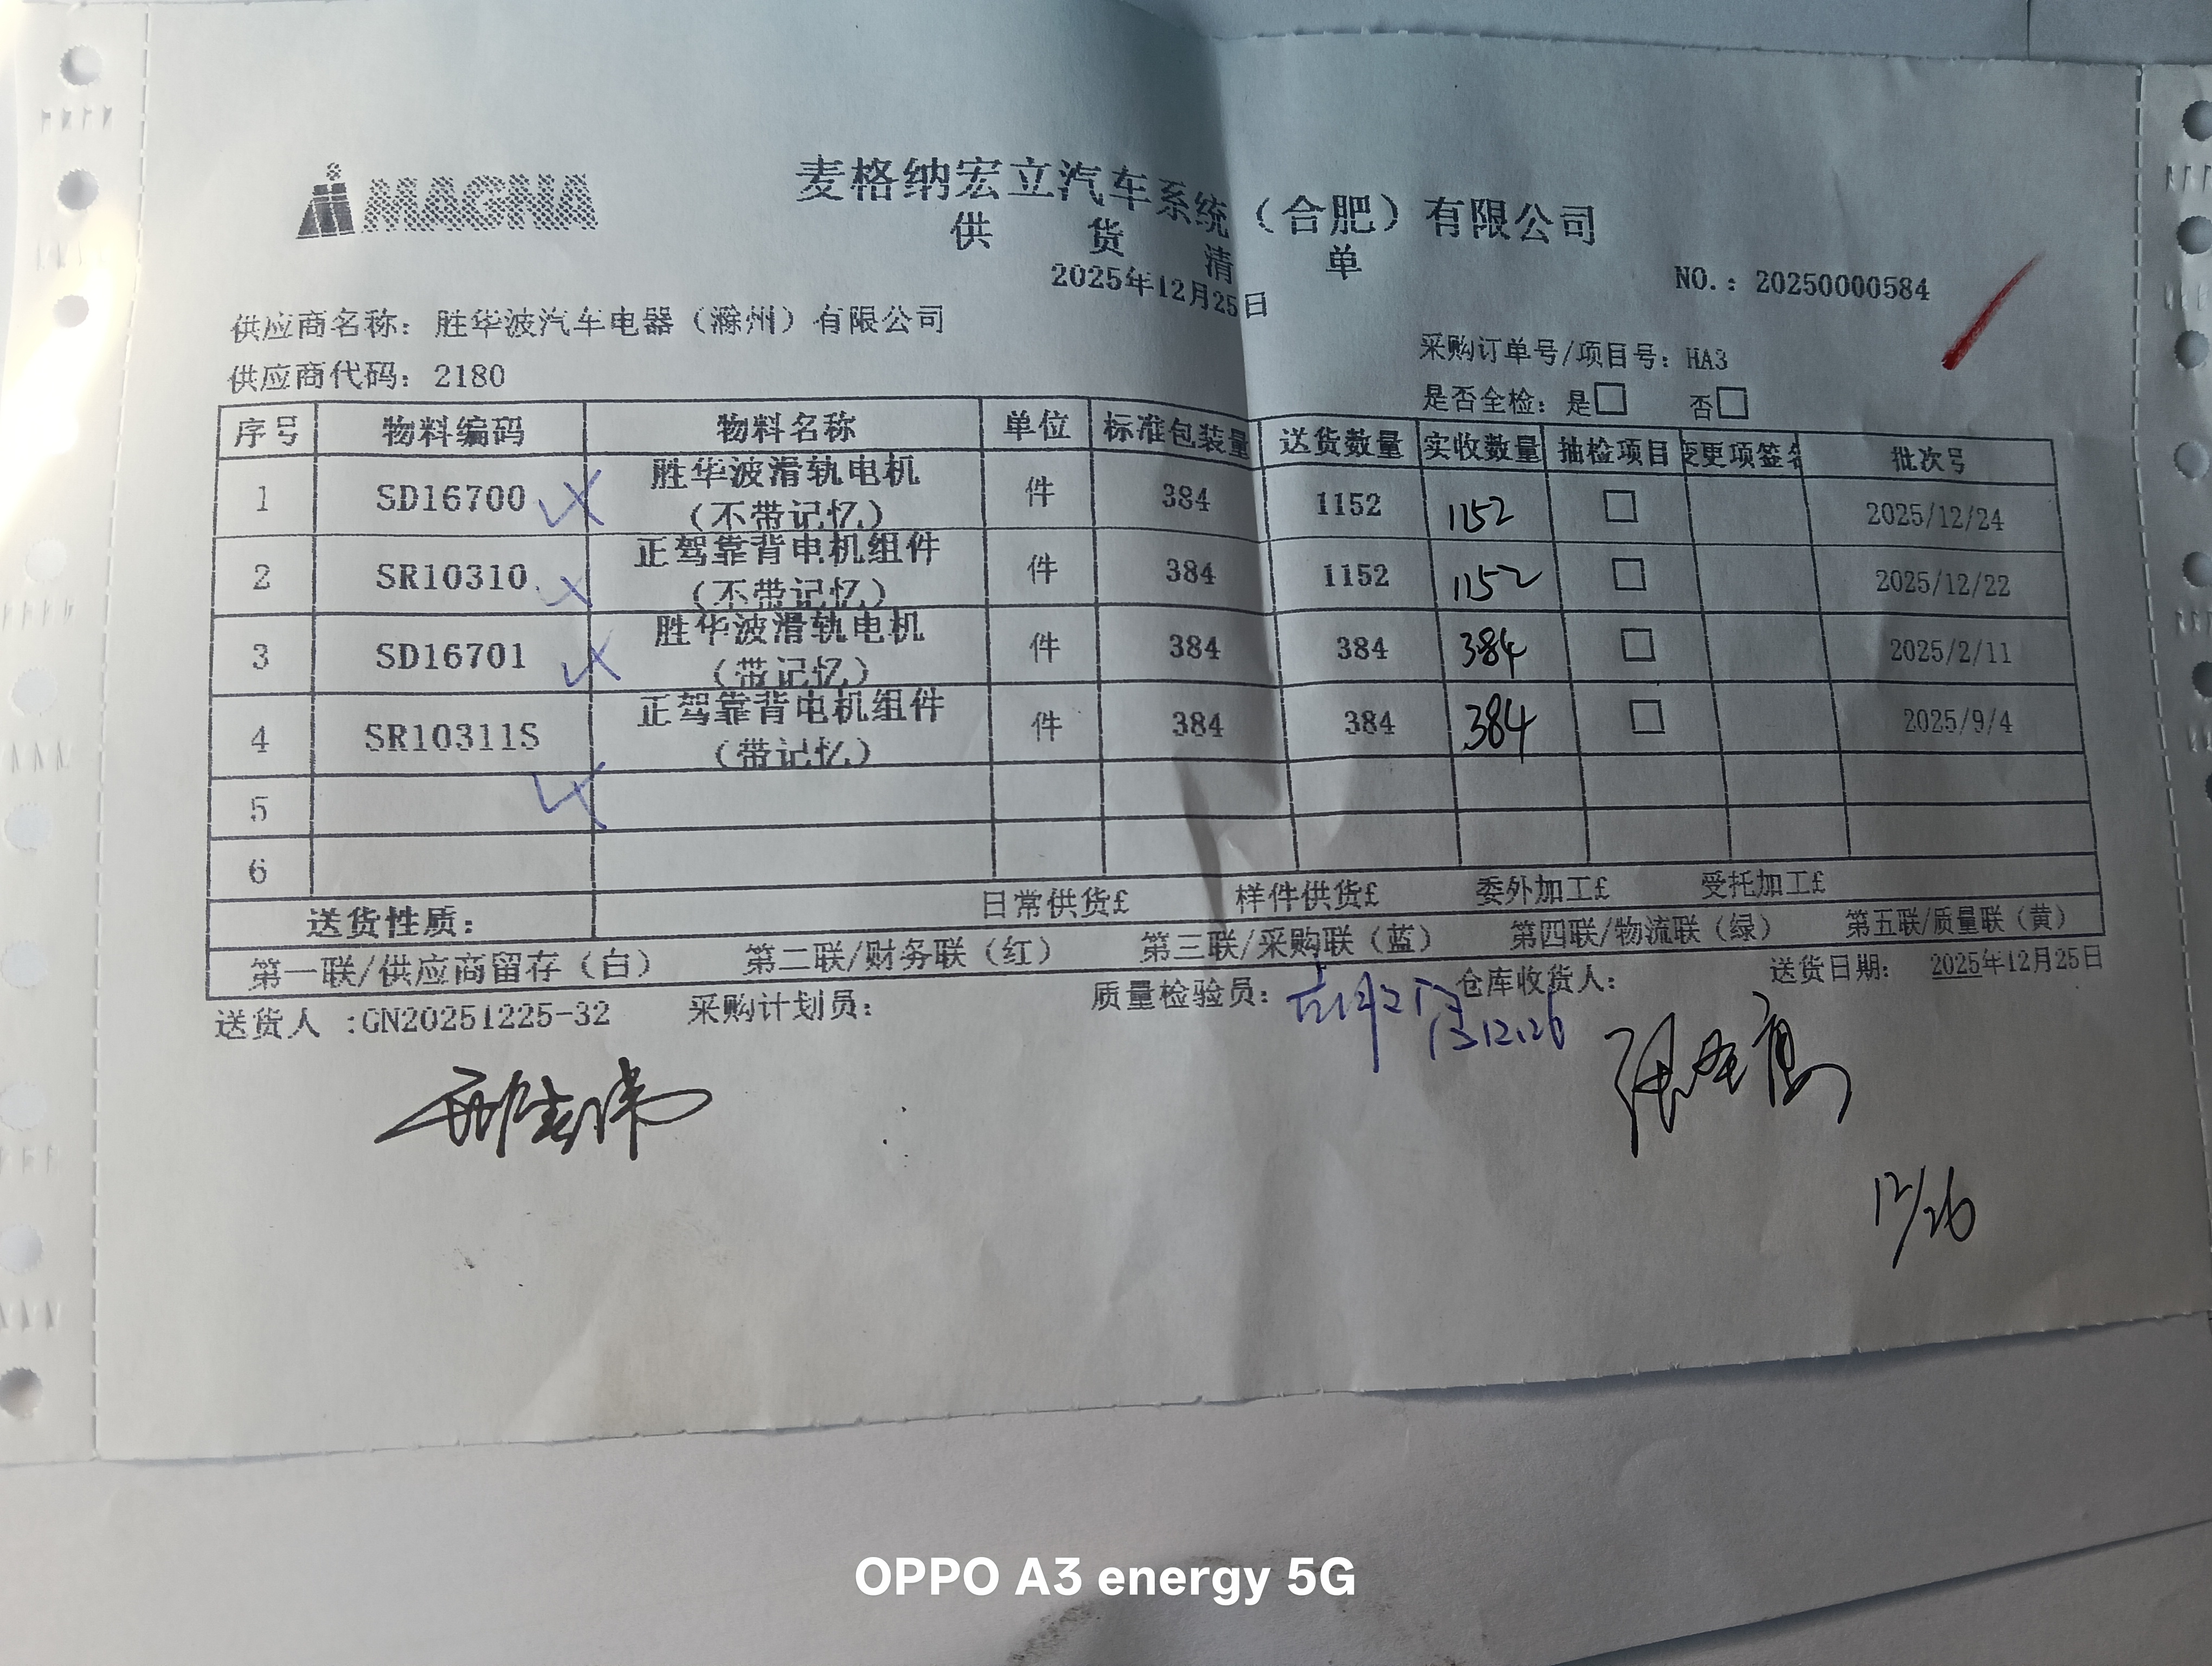 MAGNA
麦格纳宏立汽车系统（合肥）有限公司
供 货 清 单
2025年12月25日
NO.：20250000584
供应商名称：胜华波汽车电器（滁州）有限公司
采购订单号/项目号：HA3
供应商代码：2180
是否全检：是□ 否□
序号 物料编码 物料名称 单位 标准包装量 送货数量 实收数量 抽检项目 变更项签名 批次号
1 SD16700 胜华波滑轨电机（不带记忆） 件 384 1152 1152 □ 2025/12/24
2 SR10310 正驾靠背电机组件（不带记忆） 件 384 1152 1152 □ 2025/12/22
3 SD16701 胜华波滑轨电机（带记忆） 件 384 384 384 □ 2025/2/11
4 SR10311S 正驾靠背电机组件（带记忆） 件 384 384 384 □ 2025/9/4
5
6
送货性质： 日常供货£ 样件供货£ 委外加工£ 受托加工£
第一联/供应商留存（白） 第二联/财务联（红） 第三联/采购联（蓝） 第四联/物流联（绿） 第五联/质量联（黄）
送货人 :GN20251225-32 采购计划员： 质量检验员： 12.26 仓库收货人： 送货日期： 2025年12月25日
12/26
OPPO A3 energy 5G